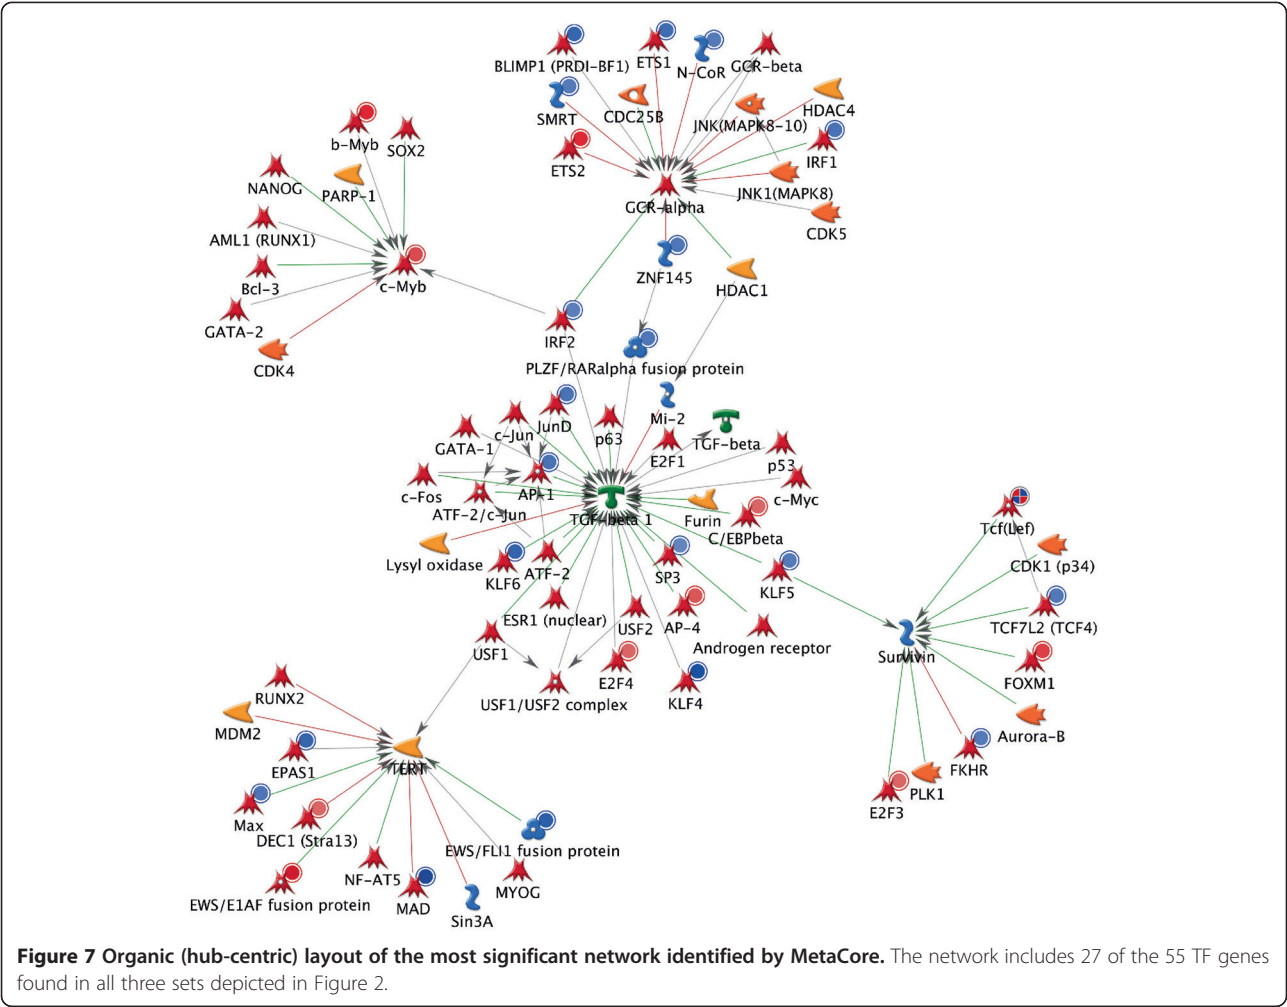 BLIMP1 (PRDI-BF1)
ETS1
N-CoR
GCR-beta
SMRT
CDC25B
JNK(MAPK8-10)
HDAC4
ETS2
IRF1
JNK1(MAPK8)
GCR-alpha
CDK5
b-Myb
SOX2
NANOG
PARP-1
AML1 (RUNX1)
Bcl-3
c-Myb
GATA-2
CDK4
ZNF145
HDAC1
IRF2
PLZF/RARalpha fusion protein
Mi-2
c-Jun
JunD
p63
TGF-beta
GATA-1
E2F1
p53
c-Fos
AP-1
c-Myc
ATF-2/c-Jun
TGF-beta 1
Furin
C/EBPbeta
Lysyl oxidase
KLF6
ATF-2
SP3
KLF5
ESR1 (nuclear)
USF2
AP-4
Androgen receptor
USF1
E2F4
KLF4
USF1/USF2 complex
Tcf(Lef)
CDK1 (p34)
TCF7L2 (TCF4)
Survivin
FOXM1
Aurora-B
FKHR
PLK1
E2F3
RUNX2
MDM2
EPAS1
TERT
Max
DEC1 (Stra13)
EWS/FLI1 fusion protein
NF-AT5
MYOG
EWS/E1AF fusion protein
MAD
Sin3A
Figure 7 Organic (hub-centric) layout of the most significant network identified by MetaCore. The network includes 27 of the 55 TF genes
found in all three sets depicted in Figure 2.